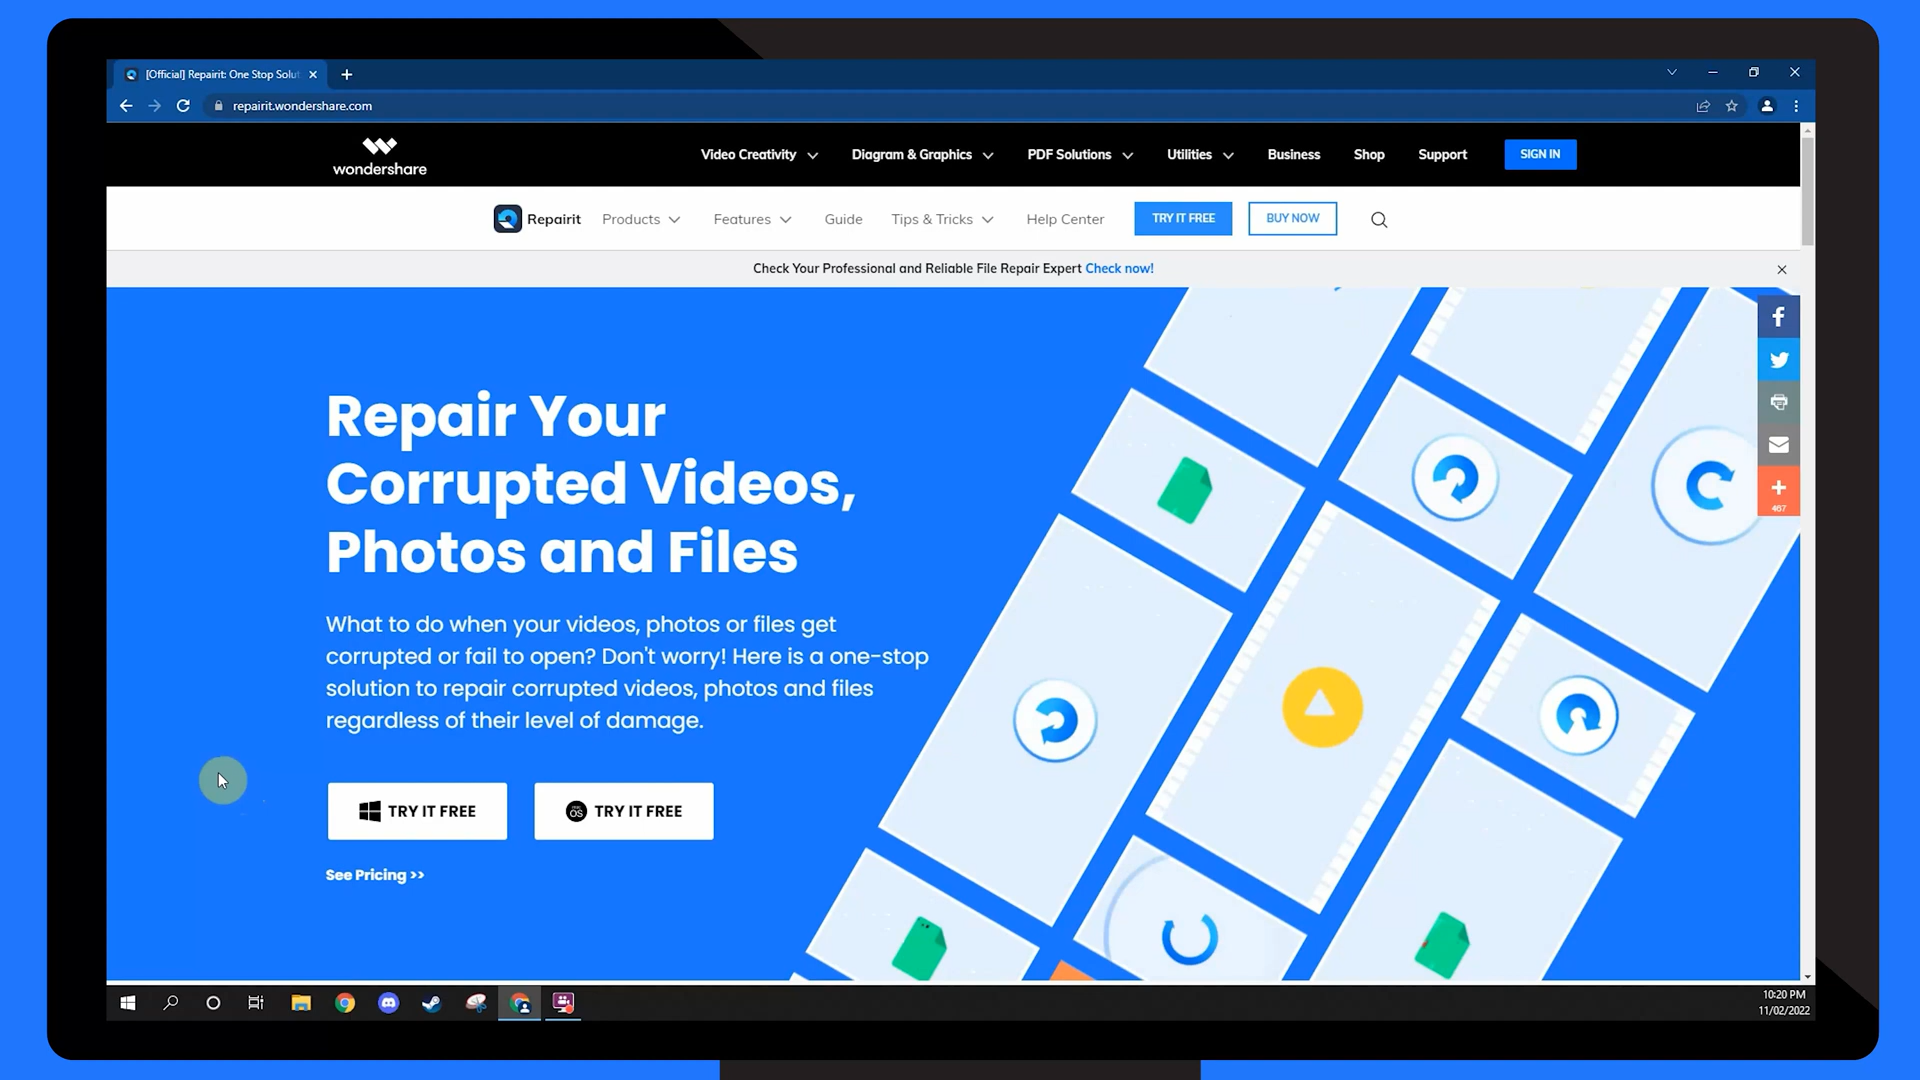 [Official] Repairit: One Stop Solu
repairit.wondershare.com
wondershare
Video Creativity
Diagram & Graphics
PDF Solutions
Utilities
Business
Shop
Support
SIGN IN
Repairit
Products
Features
Guide
Tips & Tricks
Help Center
TRY IT FREE
BUY NOW
Check Your Professional and Reliable File Repair Expert Check now!
Repair Your
Corrupted Videos,
Photos and Files
What to do when your videos, photos or files get
corrupted or fail to open? Don't worry! Here is a one-stop
solution to repair corrupted videos, photos and files
regardless of their level of damage.
TRY IT FREE
TRY IT FREE
See Pricing >>
467
10:20 PM
11/02/2022